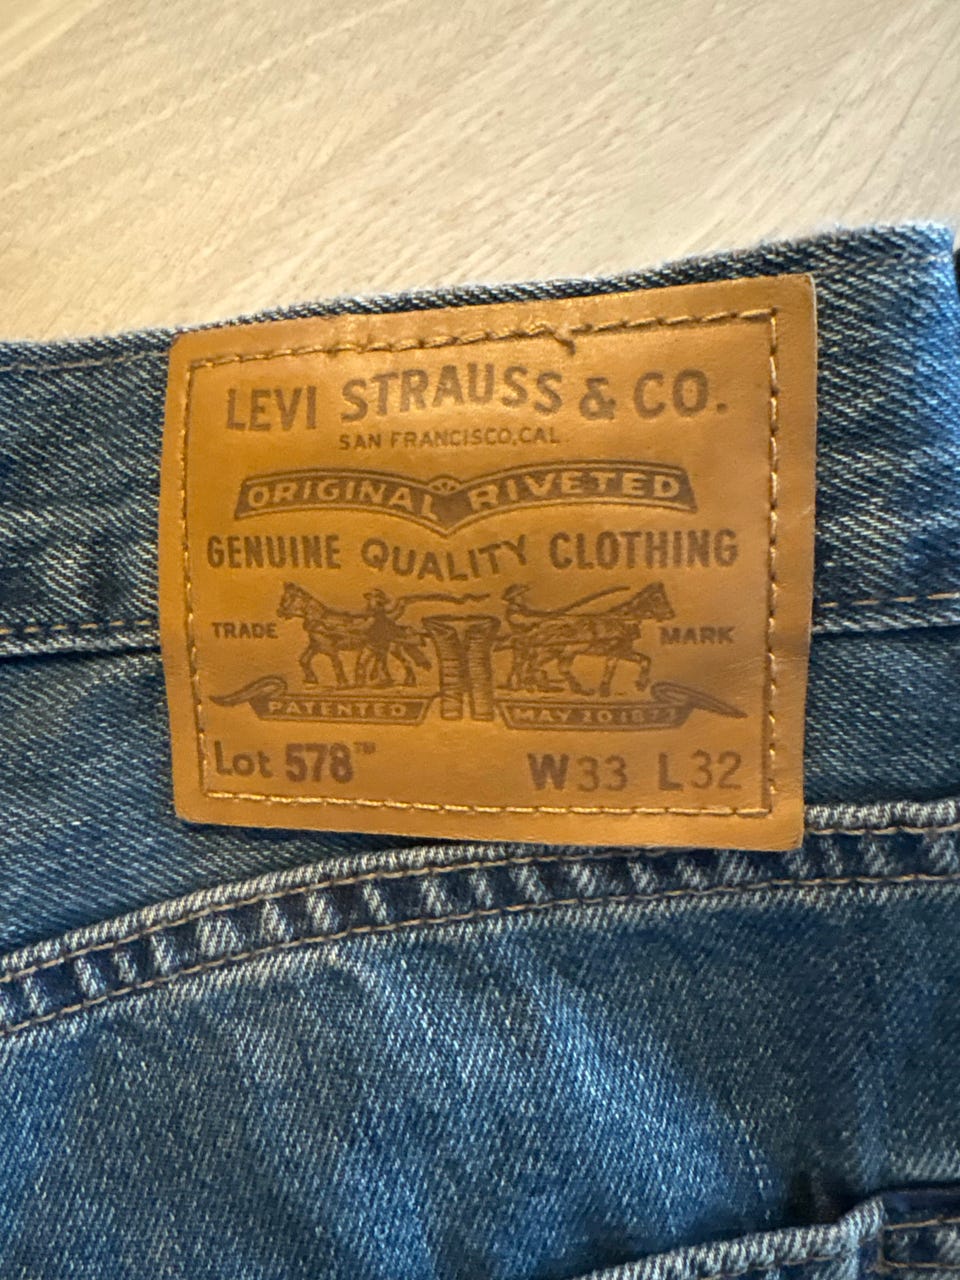 LEVI STRAUSS & CO.
SAN FRANCISCO, CAL.
ORIGINAL RIVETED
GENUINE QUALITY CLOTHING
TRADE MARK
PATENTED MAY 20 1873
Lot 578™ W33 L32